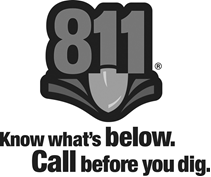 811
®
Know what's below.
Call before you dig.